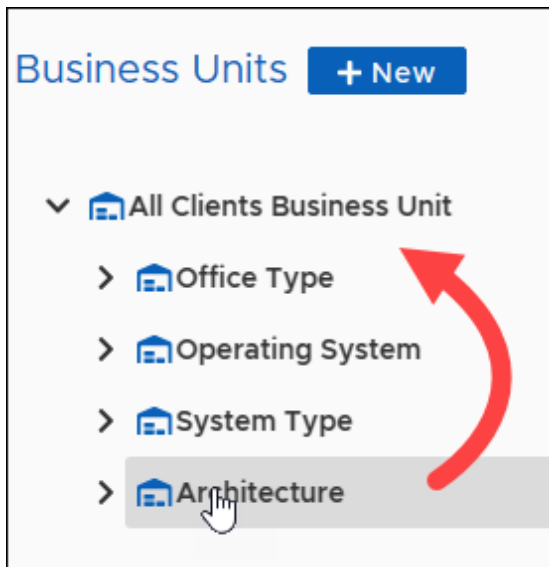 Business Units + New
All Clients Business Unit
Office Type
Operating System
System Type
Architecture